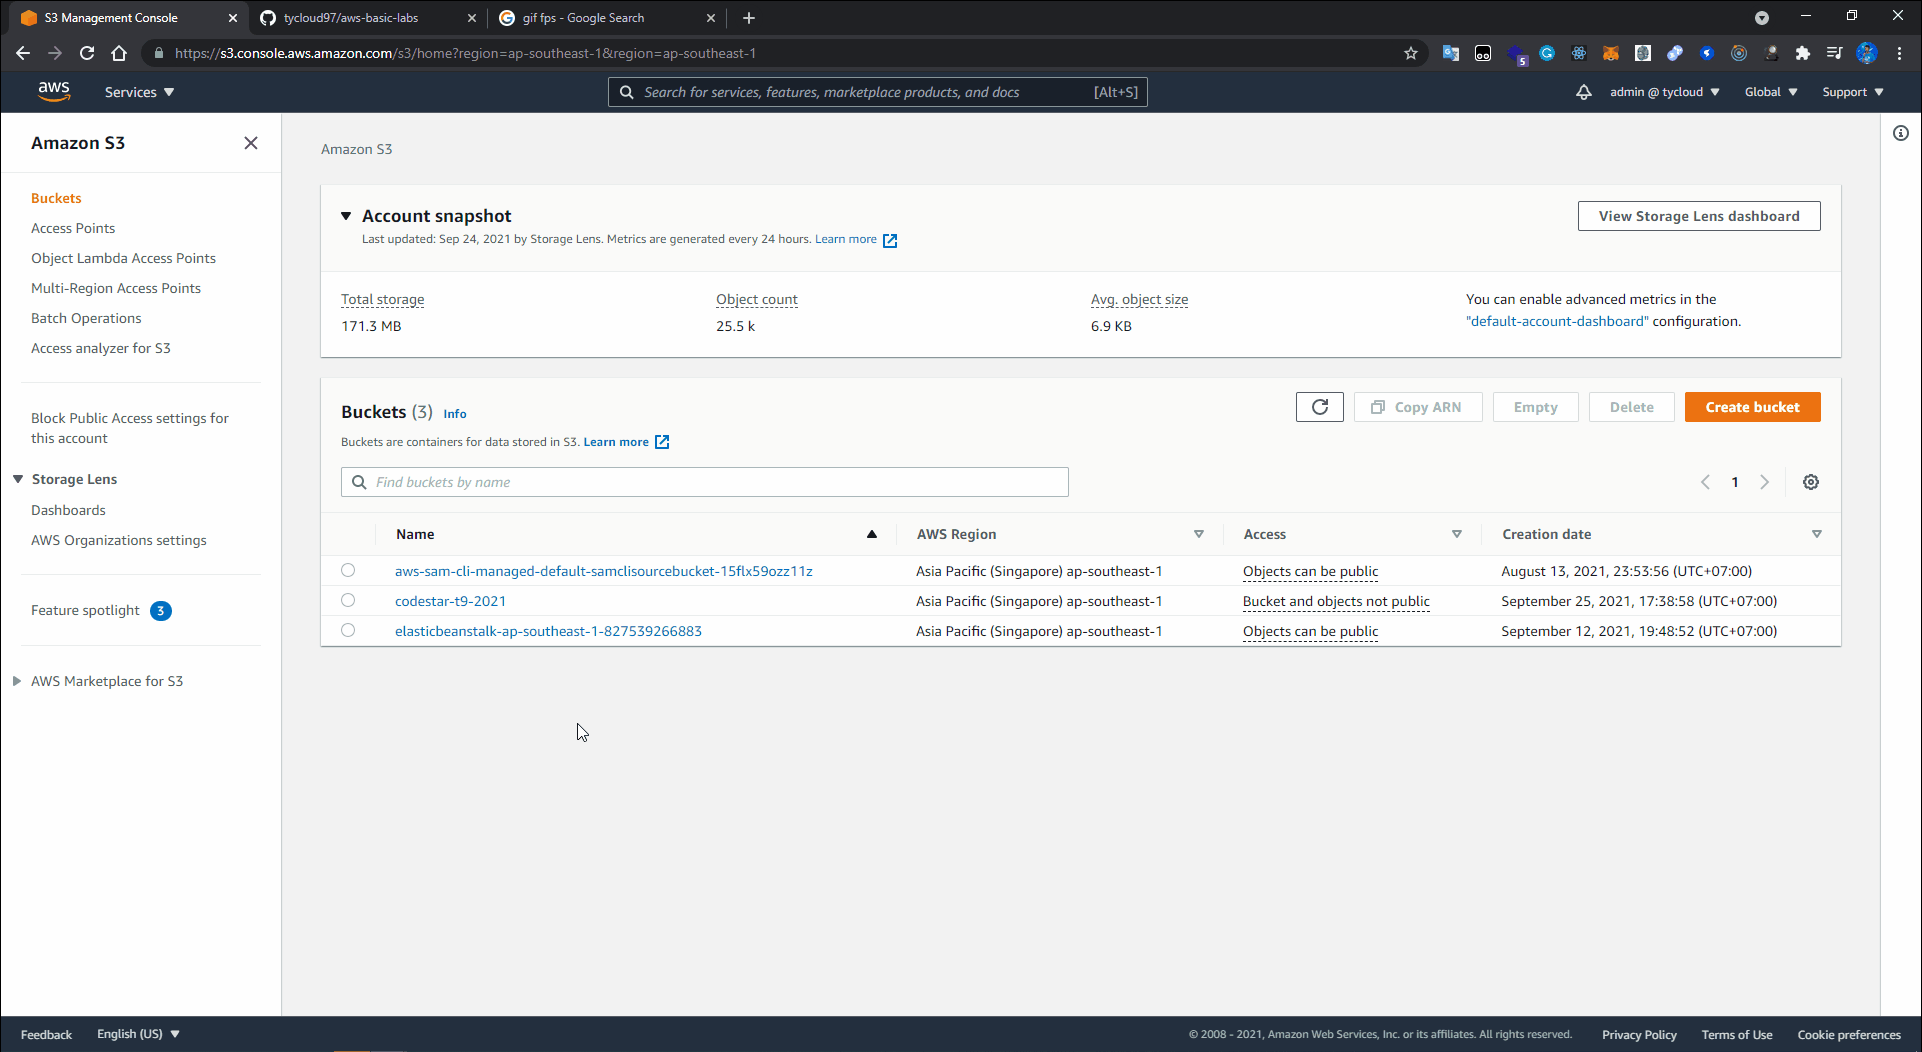 S3 Management Console
tycloud97/aws-basic-labs
gif fps - Google Search
https://s3.console.aws.amazon.com/s3/home?region=ap-southeast-1&region=ap-southeast-1
5
aws
Services
Search for services, features, marketplace products, and docs
[Alt+S]
admin @ tycloud
Global
Support
Amazon S3
Buckets
Access Points
Object Lambda Access Points
Multi-Region Access Points
Batch Operations
Access analyzer for S3
Block Public Access settings for
this account
Storage Lens
Dashboards
AWS Organizations settings
Feature spotlight 3
AWS Marketplace for S3
Amazon S3
Account snapshot
Last updated: Sep 24, 2021 by Storage Lens. Metrics are generated every 24 hours. Learn more
View Storage Lens dashboard
Total storage
171.3 MB
Object count
25.5 k
Avg. object size
6.9 KB
You can enable advanced metrics in the
"default-account-dashboard" configuration.
Buckets (3) Info
Buckets are containers for data stored in S3. Learn more
Copy ARN
Empty
Delete
Create bucket
Find buckets by name
1
Name AWS Region Access Creation date
aws-sam-cli-managed-default-samclisourcebucket-15flx59ozz11z Asia Pacific (Singapore) ap-southeast-1 Objects can be public August 13, 2021, 23:53:56 (UTC+07:00)
codestar-t9-2021 Asia Pacific (Singapore) ap-southeast-1 Bucket and objects not public September 25, 2021, 17:38:58 (UTC+07:00)
elasticbeanstalk-ap-southeast-1-827539266883 Asia Pacific (Singapore) ap-southeast-1 Objects can be public September 12, 2021, 19:48:52 (UTC+07:00)
Feedback
English (US)
© 2008 - 2021, Amazon Web Services, Inc. or its affiliates. All rights reserved.
Privacy Policy
Terms of Use
Cookie preferences